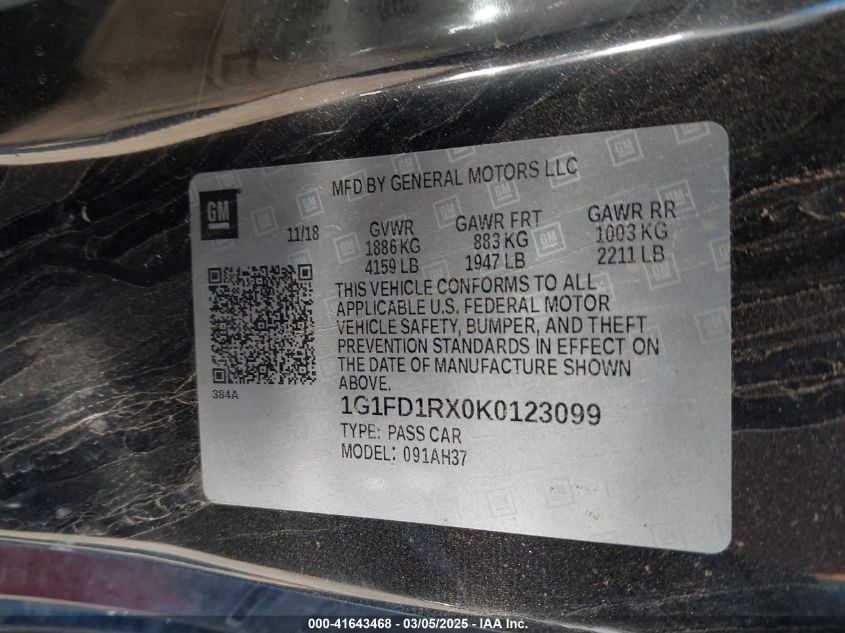 MFD BY GENERAL MOTORS LLC
GM
11/18
GVWR GAWR FRT GAWR RR
1886 KG 883 KG 1003 KG
4159 LB 1947 LB 2211 LB
THIS VEHICLE CONFORMS TO ALL
APPLICABLE U.S. FEDERAL MOTOR
VEHICLE SAFETY, BUMPER, AND THEFT
PREVENTION STANDARDS IN EFFECT ON
THE DATE OF MANUFACTURE SHOWN
ABOVE.
384A
1G1FD1RX0K0123099
TYPE: PASS CAR
MODEL: 091AH37
000-41643468 - 03/05/2025 - IAA Inc.